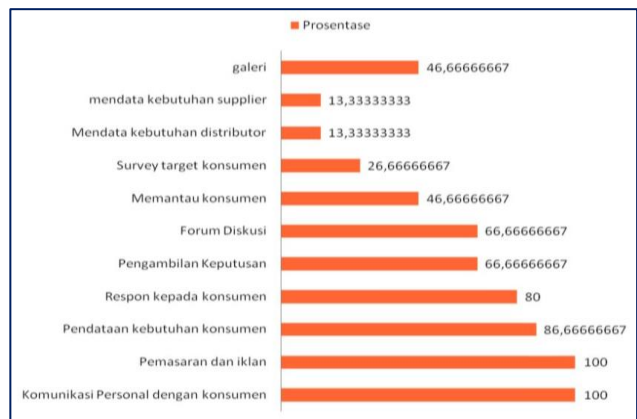 Prosentase
galeri 46,66666667
mendata kebutuhan supplier 13,33333333
Mendata kebutuhan distributor 13,33333333
Survey target konsumen 26,66666667
Memantau konsumen 46,66666667
Forum Diskusi 66,66666667
Pengambilan Keputusan 66,66666667
Respon kepada konsumen 80
Pendataan kebutuhan konsumen 86,66666667
Pemasaran dan iklan 100
Komunikasi Personal dengan konsumen 100